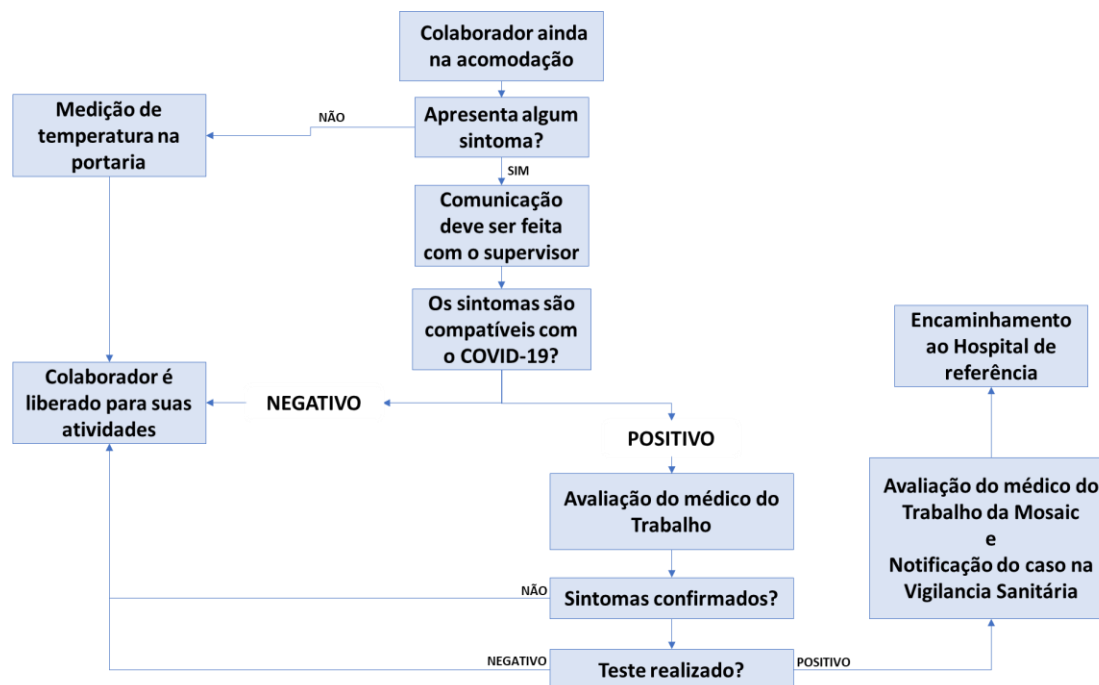 Colaborador ainda
na acomodação
Medição de
temperatura na
portaria
NÃO
Apresenta algum
sintoma?
SIM
Comunicação
deve ser feita
com o supervisor
Os sintomas são
compatíveis com
o COVID-19?
Encaminhamento
ao Hospital de
referência
Colaborador é
liberado para suas
atividades
NEGATIVO
POSITIVO
Avaliação do médico do
Trabalho
Avaliação do médico do
Trabalho da Mosaic
e
Notificação do caso na
Vigilancia Sanitária
NÃO
Sintomas confirmados?
NEGATIVO
Teste realizado?
POSITIVO